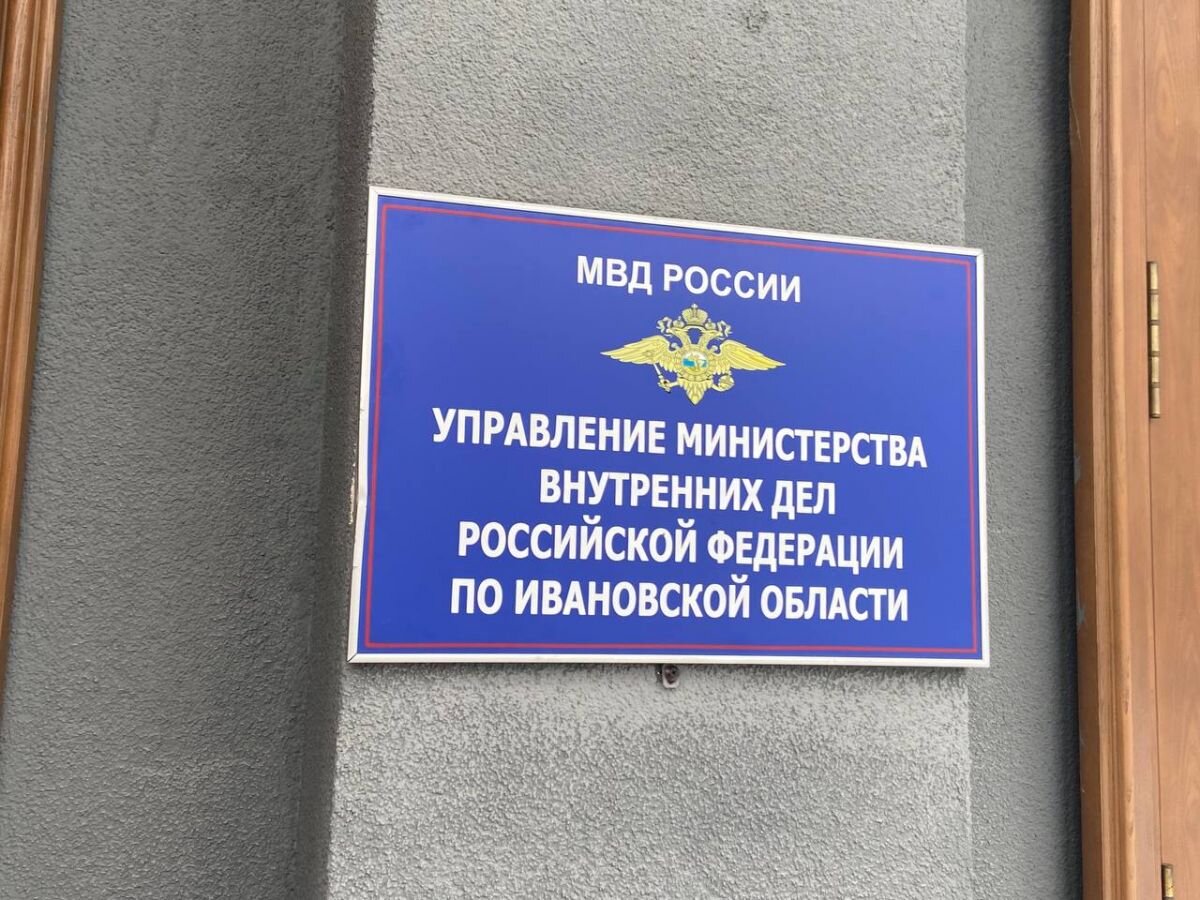 МВД РОССИИ
УПРАВЛЕНИЕ МИНИСТЕРСТВА
ВНУТРЕННИХ ДЕЛ
РОССИЙСКОЙ ФЕДЕРАЦИИ
ПО ИВАНОВСКОЙ ОБЛАСТИ